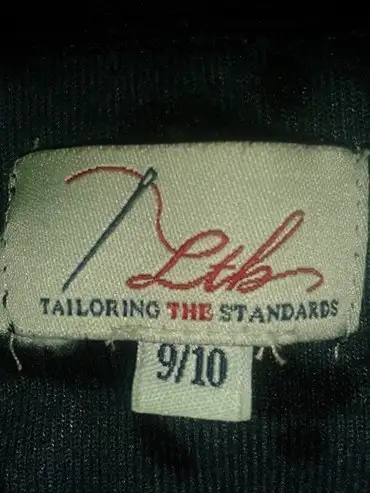 Ltb
TAILORING THE STANDARDS
9/10